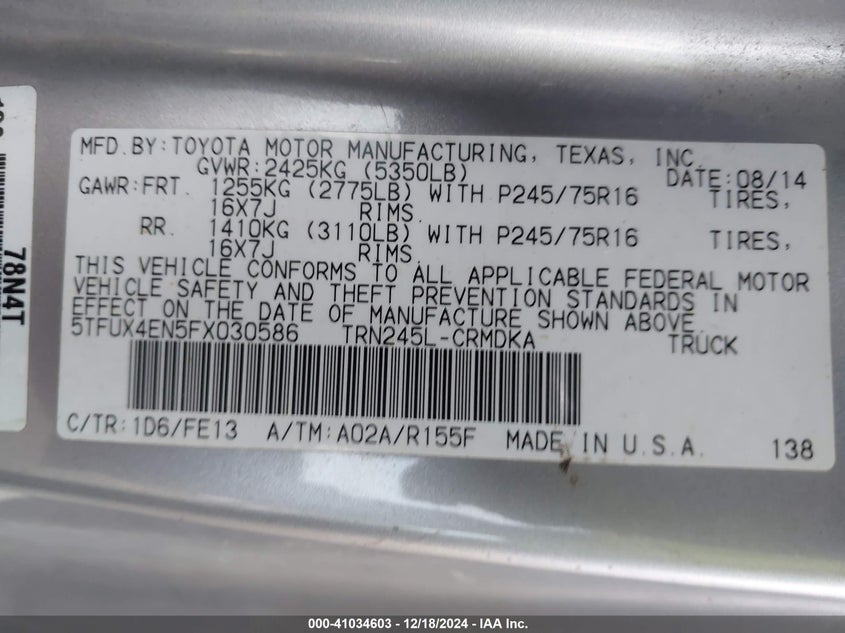 MFD.BY:TOYOTA MOTOR MANUFACTURING, TEXAS, INC.
GVWR:2425KG (5350LB) DATE:08/14
GAWR:FRT. 1255KG (2775LB) WITH P245/75R16 TIRES,
16X7J RIMS.
RR. 1410KG (3110LB) WITH P245/75R16 TIRES,
16X7J RIMS.
THIS VEHICLE CONFORMS TO ALL APPLICABLE FEDERAL MOTOR
VEHICLE SAFETY AND THEFT PREVENTION STANDARDS IN
EFFECT ON THE DATE OF MANUFACTURE SHOWN ABOVE.
5TFUX4EN5FX030586 TRN245L-CRMDKA TRUCK
C/TR:1D6/FE13 A/TM:A02A/R155F MADE IN U.S.A. 138
78N4T
000-41034603 - 12/18/2024 - IAA Inc.